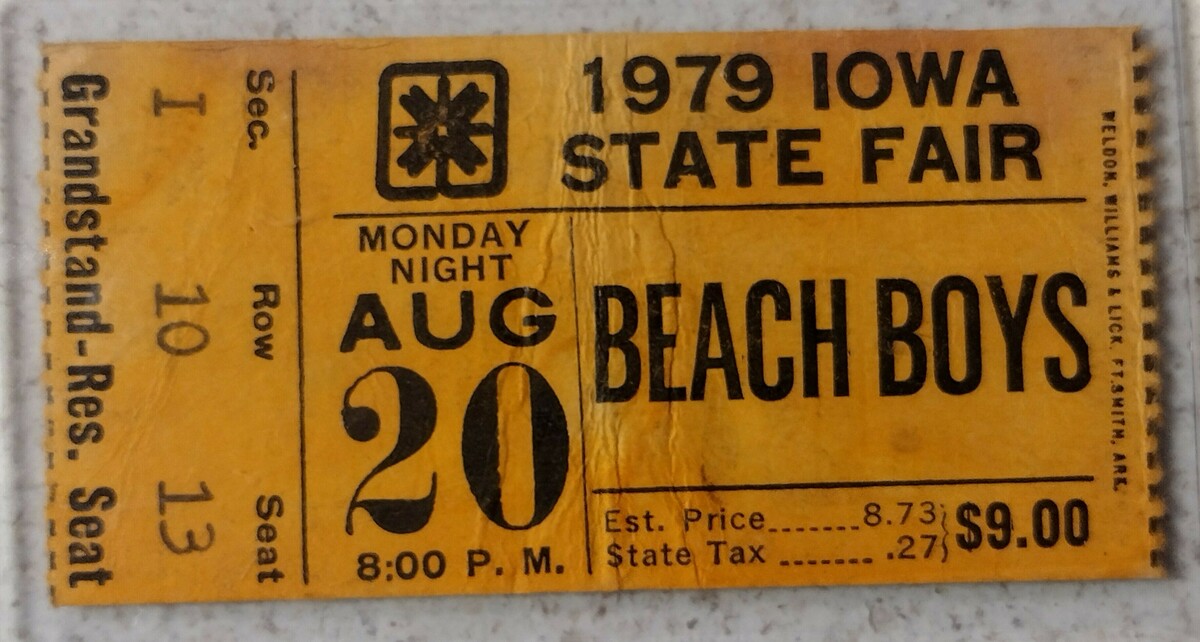 Grandstand-Res. Seat
Sec. I
Row 10
Seat 13
1979 IOWA
STATE FAIR
MONDAY
NIGHT
AUG
20
8:00 P. M.
BEACH BOYS
Est. Price.......8.73
State Tax ....... .27
$9.00
WELDON, WILLIAMS & LICK, FT. SMITH, ARK.